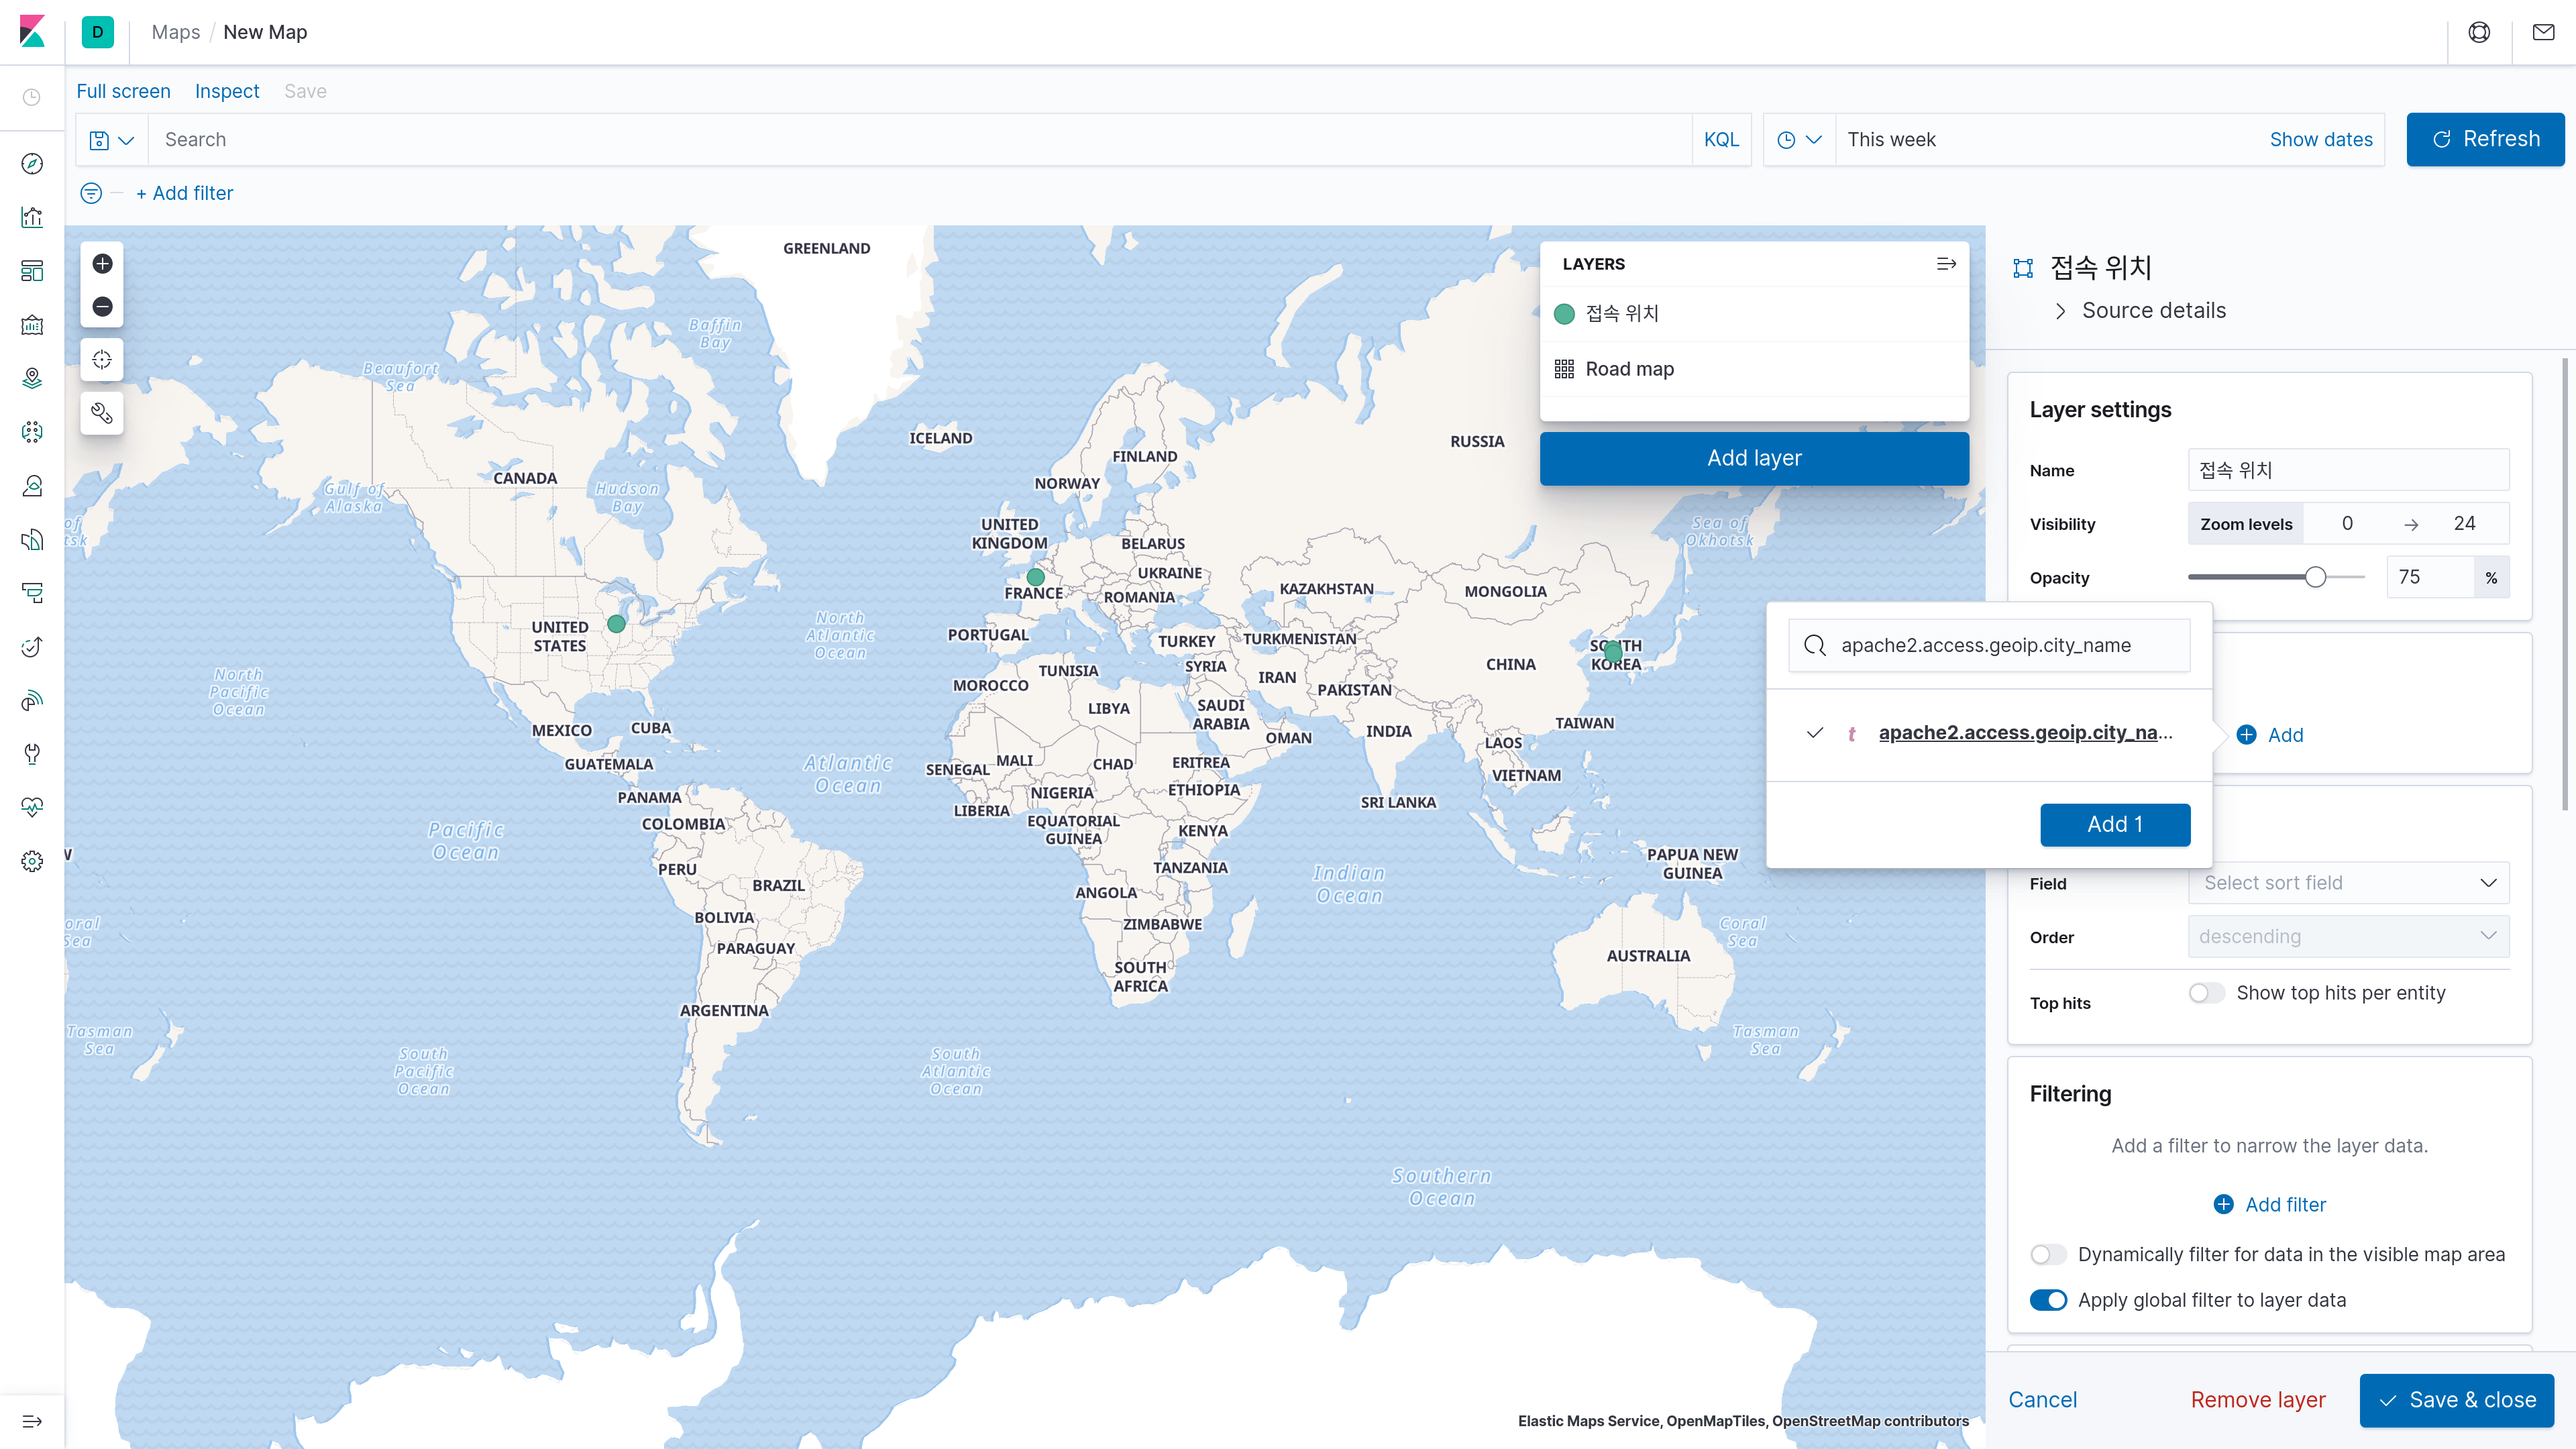 D
Maps / New Map
Full screen Inspect Save
Search KQL
This week Show dates
Refresh
+ Add filter
GREENLAND
Baffin
Bay
Beaufort
Sea
ICELAND
RUSSIA
FINLAND
CANADA
NORWAY
Gulf of
Alaska
Hudson
Bay
of
tsk
UNITED
KINGDOM
Sea of
Okhotsk
BELARUS
UKRAINE
KAZAKHSTAN
MONGOLIA
FRANCE
ROMANIA
UNITED
STATES
North
Atlantic
Ocean
PORTUGAL
TURKEY
TURKMENISTAN
SOUTH
KOREA
SYRIA
CHINA
TUNISIA
IRAN
MOROCCO
PAKISTAN
North
Pacific
Ocean
LIBYA
SAUDI
ARABIA
MEXICO
CUBA
INDIA
TAIWAN
OMAN
LAOS
GUATEMALA
Atlantic
Ocean
SENEGAL
MALI
CHAD
ERITREA
VIETNAM
PANAMA
NIGERIA
ETHIOPIA
LIBERIA
SRI LANKA
COLOMBIA
EQUATORIAL
GUINEA
KENYA
Pacific
Ocean
W
PERU
TANZANIA
PAPUA NEW
GUINEA
BRAZIL
ANGOLA
Indian
Ocean
BOLIVIA
ZIMBABWE
oral
Sea
Coral
Sea
PARAGUAY
AUSTRALIA
SOUTH
AFRICA
ARGENTINA
Tasman
Sea
Tasman
Sea
South
Pacific
Ocean
South
Atlantic
Ocean
Southern
Ocean
Elastic Maps Service, OpenMapTiles, OpenStreetMap contributors
LAYERS
접속 위치
Road map
Add layer
접속 위치
Source details
Layer settings
Name 접속 위치
Visibility Zoom levels 0 → 24
Opacity 75 %
apache2.access.geoip.city_name
t apache2.access.geoip.city_na...
Add 1
Add
Field Select sort field
Order descending
Top hits Show top hits per entity
Filtering
Add a filter to narrow the layer data.
Add filter
Dynamically filter for data in the visible map area
Apply global filter to layer data
Cancel Remove layer Save & close